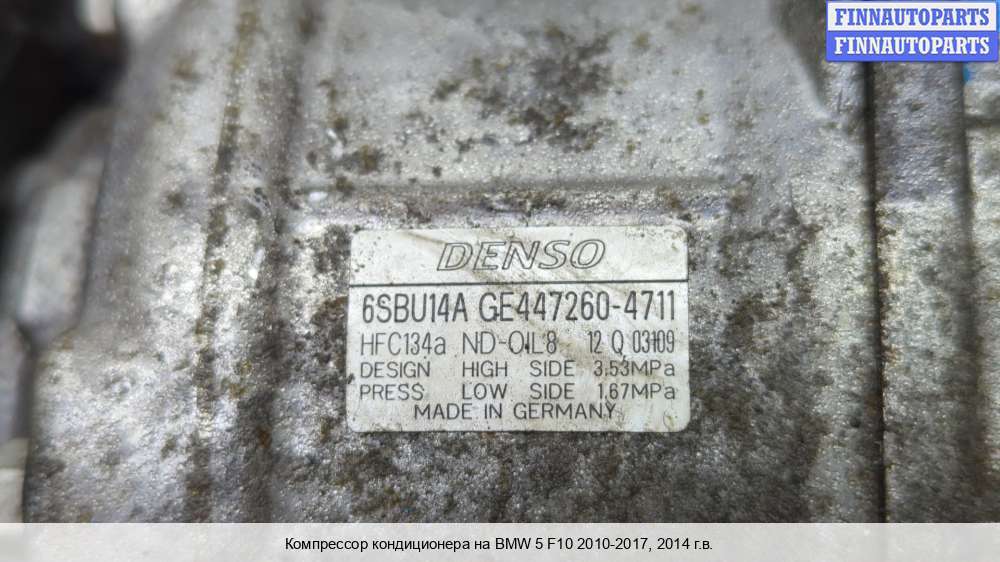 FINNAUTOPARTS
FINNAUTOPARTS
DENSO
6SBU14A GE447260-4711
HFC134a ND-OIL8 12 Q 03109
DESIGN HIGH SIDE 3.53MPa
PRESS LOW SIDE 1.67MPa
MADE IN GERMANY
Компрессор кондиционера на BMW 5 F10 2010-2017, 2014 г.в.